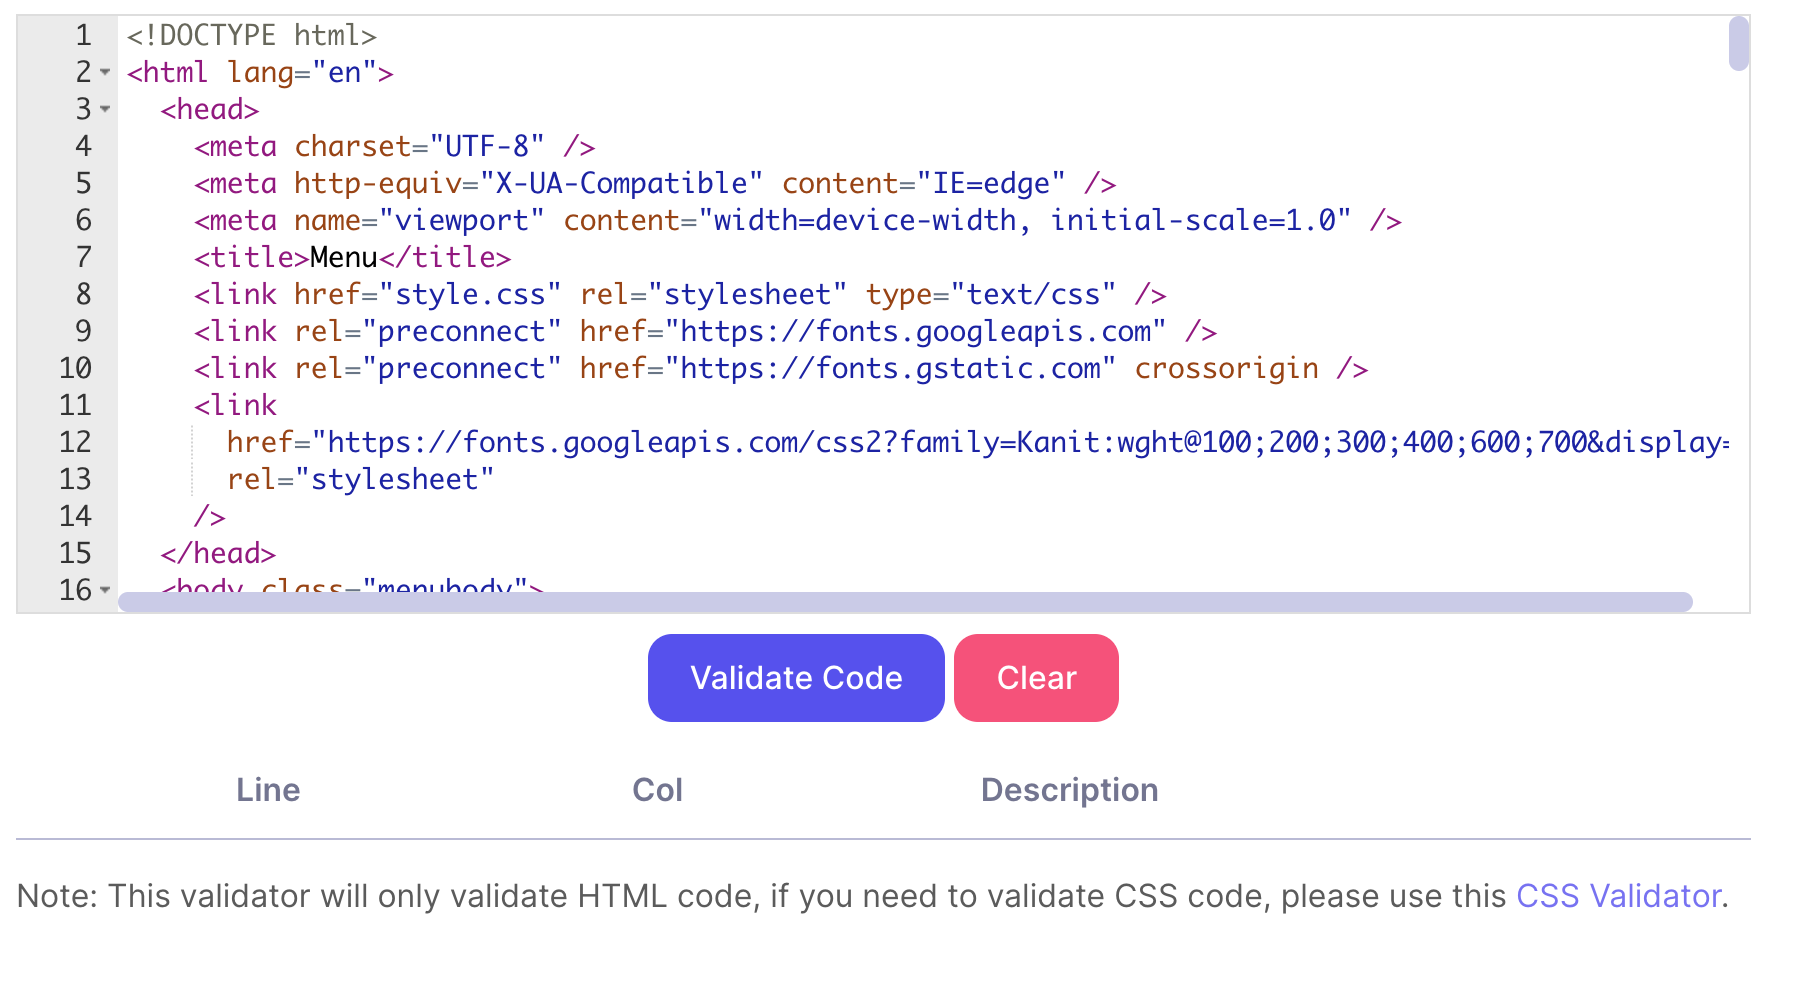 1 <!DOCTYPE html>
2 <html lang="en">
3 <head>
4 <meta charset="UTF-8" />
5 <meta http-equiv="X-UA-Compatible" content="IE=edge" />
6 <meta name="viewport" content="width=device-width, initial-scale=1.0" />
7 <title>Menu</title>
8 <link href="style.css" rel="stylesheet" type="text/css" />
9 <link rel="preconnect" href="https://fonts.googleapis.com" />
10 <link rel="preconnect" href="https://fonts.gstatic.com" crossorigin />
11 <link
12 href="https://fonts.googleapis.com/css2?family=Kanit:wght@100;200;300;400;600;700&display=
13 rel="stylesheet"
14 />
15 </head>
16 <body class="menubody">
Validate Code Clear
Line Col Description
Note: This validator will only validate HTML code, if you need to validate CSS code, please use this CSS Validator.